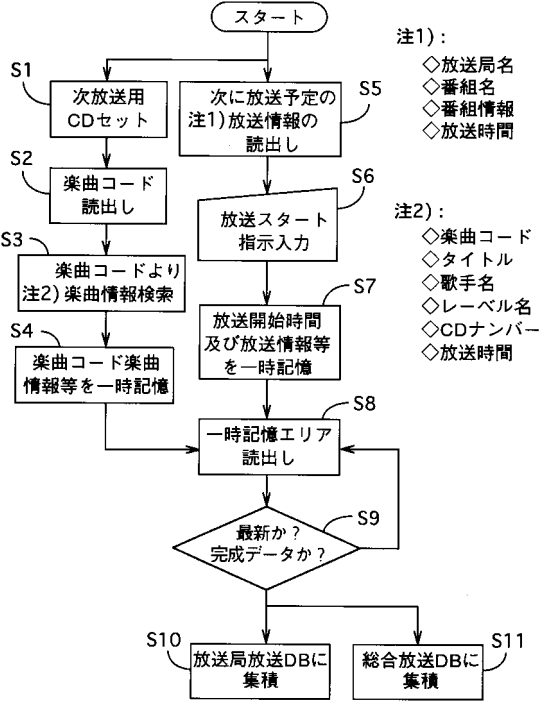 スタート
S1
次放送用
CDセット
S2
楽曲コード
読出し
S3
楽曲コードより
注2)楽曲情報検索
S4
楽曲コード楽曲
情報等を一時記憶
S5
次に放送予定の
注1)放送情報の
読出し
S6
放送スタート
指示入力
S7
放送開始時間
及び放送情報等
を一時記憶
S8
一時記憶エリア
読出し
S9
最新か?
完成データか?
S10
放送局放送DBに
集積
S11
総合放送DBに
集積
注1):
◇放送局名
◇番組名
◇番組情報
◇放送時間
注2):
◇楽曲コード
◇タイトル
◇歌手名
◇レーベル名
◇CDナンバー
◇放送時間